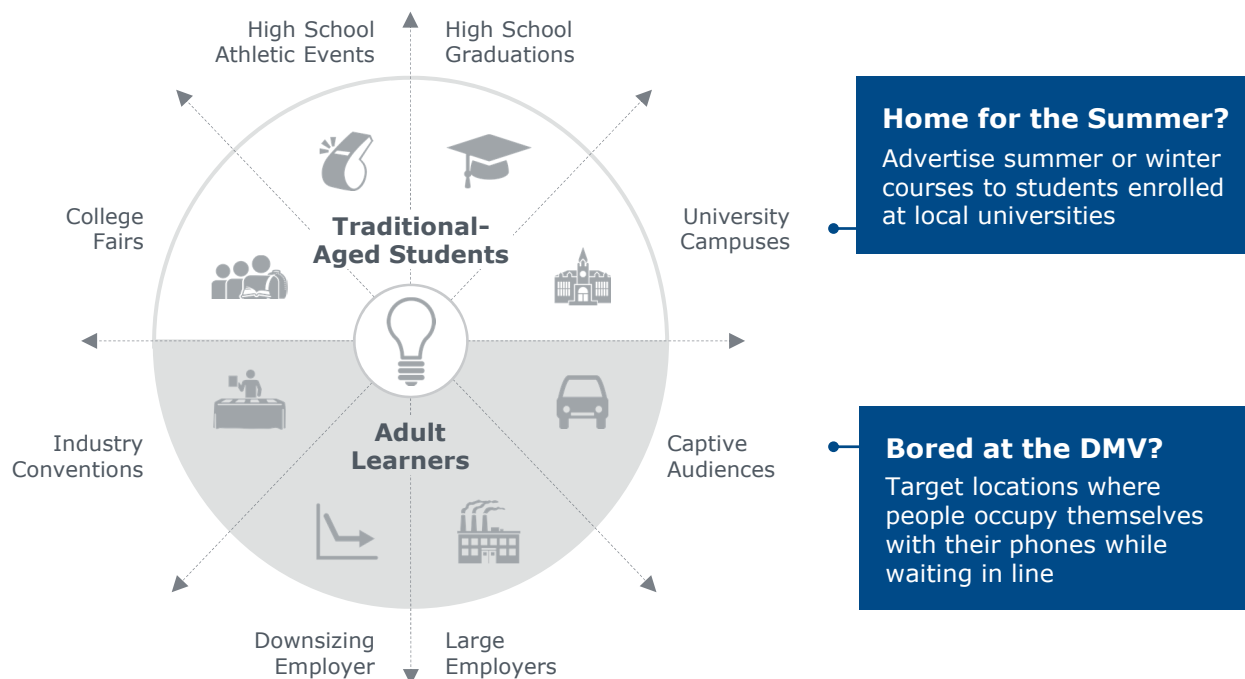 High School
Athletic Events
High School
Graduations
College
Fairs
Traditional-
Aged Students
University
Campuses
Home for the Summer?
Advertise summer or winter
courses to students enrolled
at local universities
Industry
Conventions
Adult
Learners
Captive
Audiences
Bored at the DMV?
Target locations where
people occupy themselves
with their phones while
waiting in line
Downsizing
Employer
Large
Employers